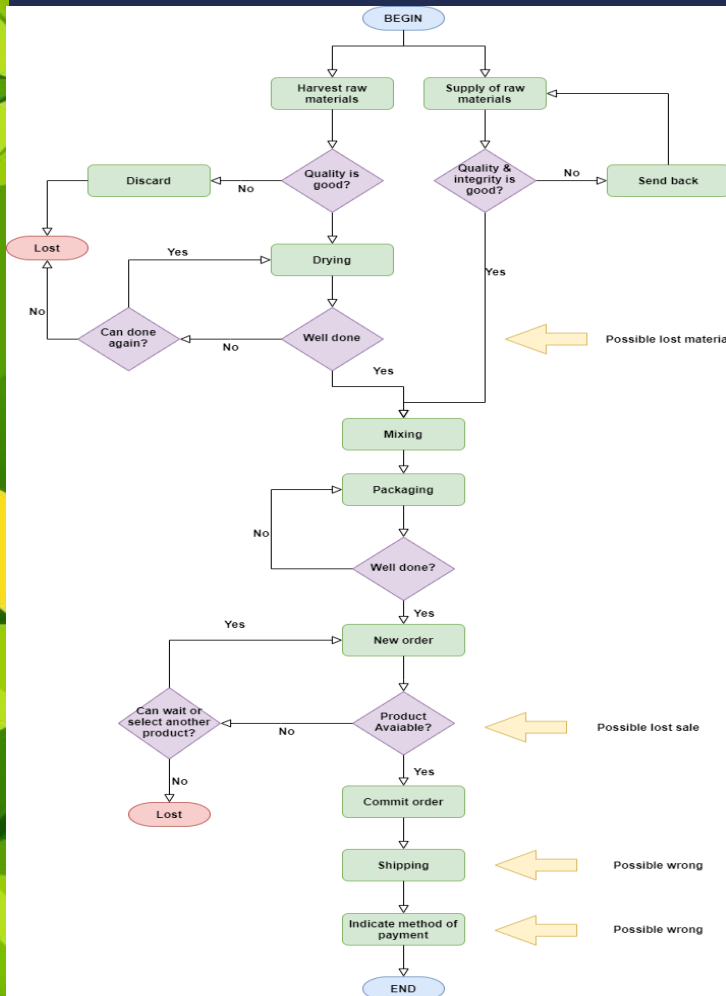 BEGIN
Harvest raw
materials
Supply of raw
materials
Quality is
good?
Quality &
integrity is
good?
No
Discard
No
Send back
Lost
Yes
Drying
Yes
No
Can done
again?
No
Well done
Possible lost materia
Yes
Mixing
Packaging
No
Well done?
Yes
Yes
New order
Can wait or
select another
product?
No
Product
Avaiable?
Possible lost sale
No
Yes
Lost
Commit order
Shipping
Possible wrong
Indicate method of
payment
Possible wrong
END